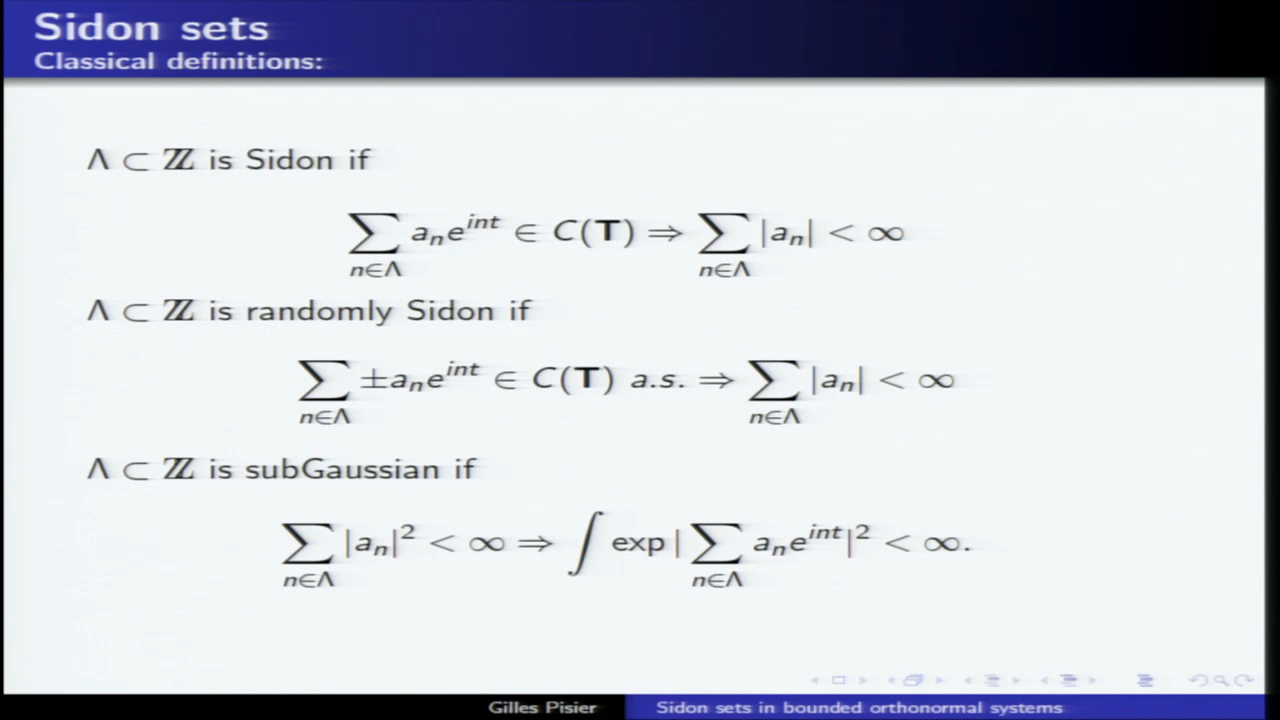 Sidon sets
Classical definitions:
Λ ⊂ ℤ is Sidon if
∑_{n∈Λ} a_n e^{int} ∈ C(𝐓) ⇒ ∑_{n∈Λ} |a_n| < ∞
Λ ⊂ ℤ is randomly Sidon if
∑_{n∈Λ} ±a_n e^{int} ∈ C(𝐓) a.s. ⇒ ∑_{n∈Λ} |a_n| < ∞
Λ ⊂ ℤ is subGaussian if
∑_{n∈Λ} |a_n|² < ∞ ⇒ ∫ exp|∑_{n∈Λ} a_n e^{int}|² < ∞.
Gilles Pisier Sidon sets in bounded orthonormal systems